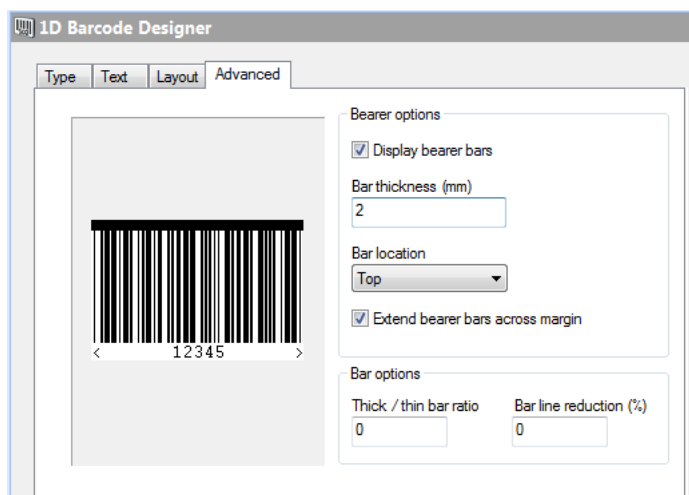 1D Barcode Designer
Type Text Layout Advanced
Bearer options
Display bearer bars
Bar thickness (mm)
2
Bar location
Top
Extend bearer bars across margin
< 12345 >
Bar options
Thick / thin bar ratio Bar line reduction (%)
0 0